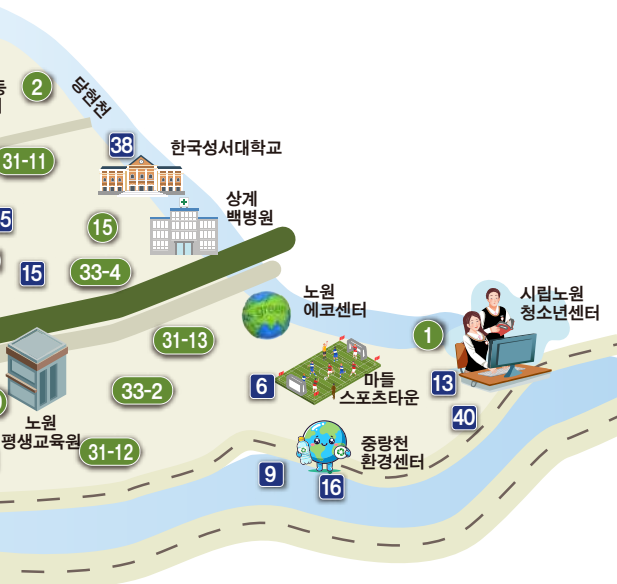 2
당현천
38
한국성서대학교
31-11
상계
백병원
5
15
15
33-4
노원
에코센터
green
시립노원
청소년센터
31-13
1
6
마들
스포츠타운
13
33-2
40
노원
평생교육원
31-12
중랑천
환경센터
9
16